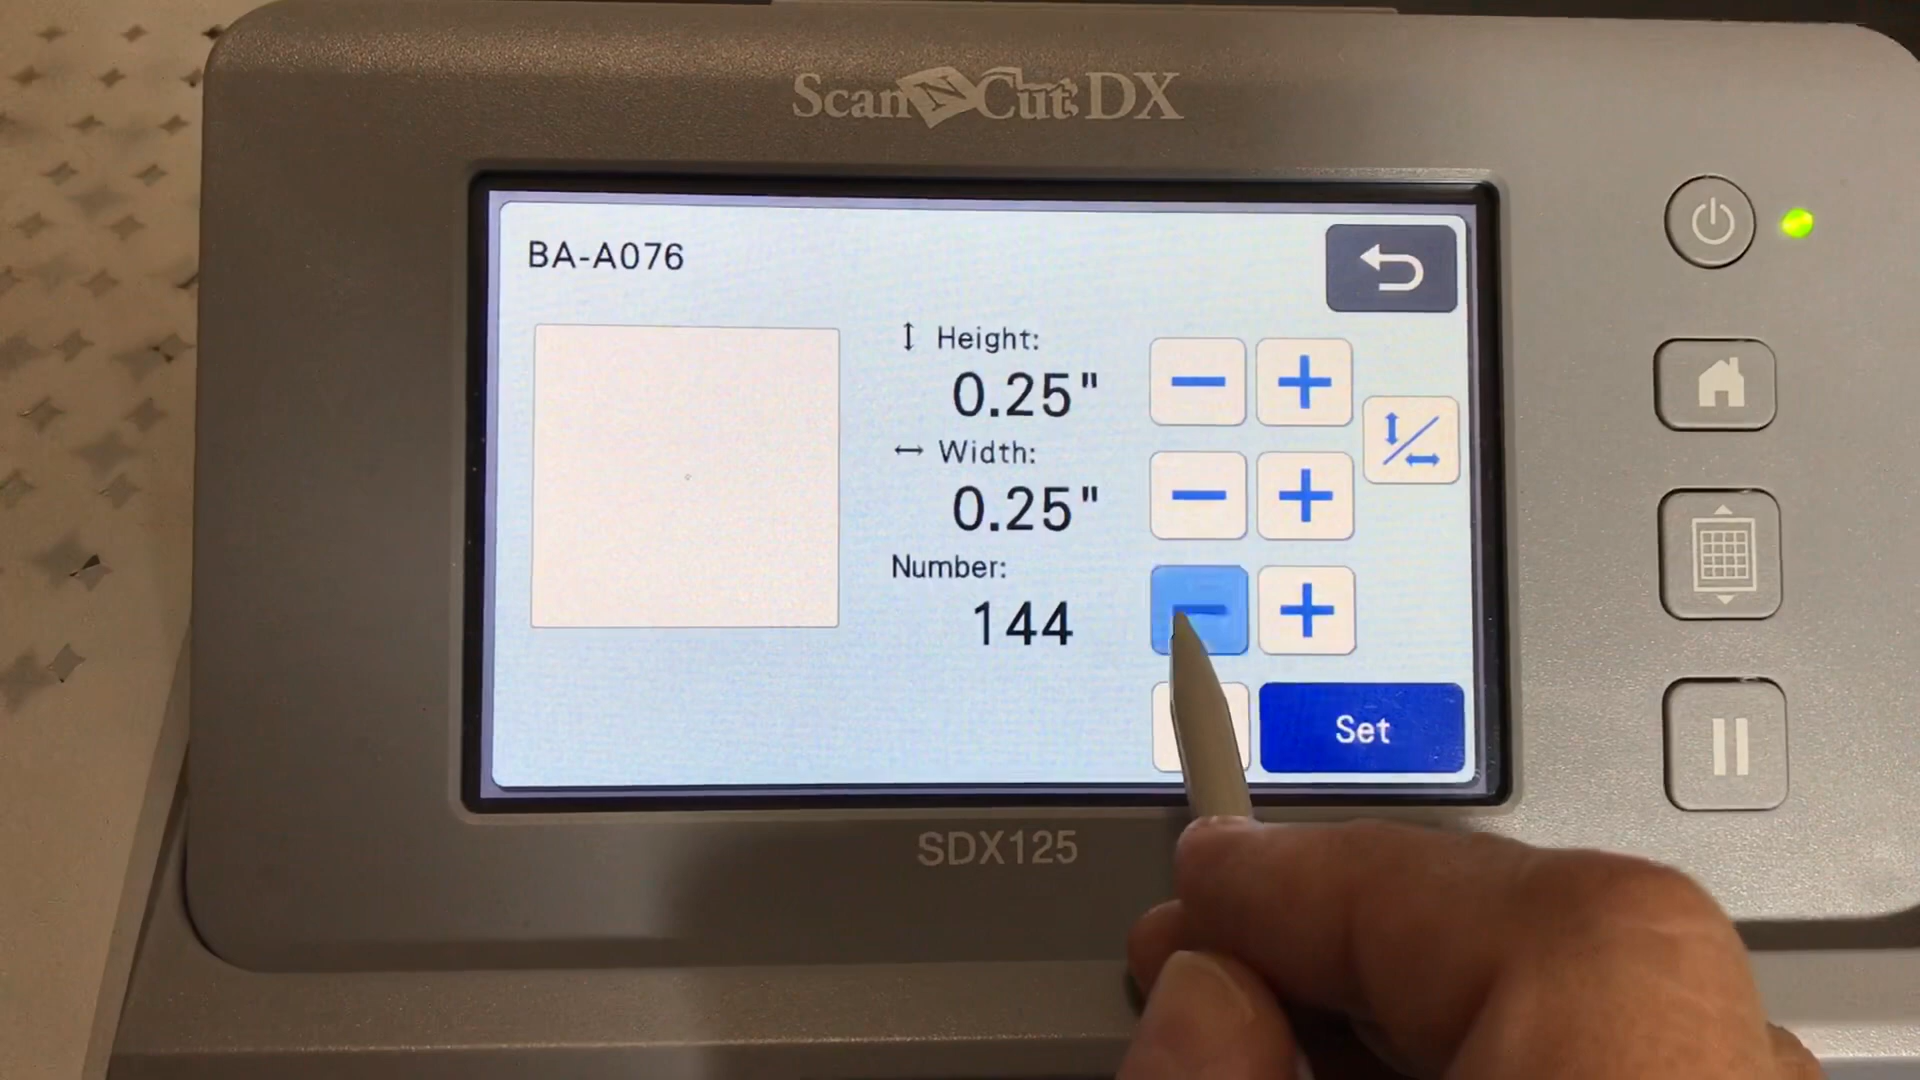 ScanNCut DX
BA-A076
Height:
0.25"
Width:
0.25"
Number:
144
Set
SDX125